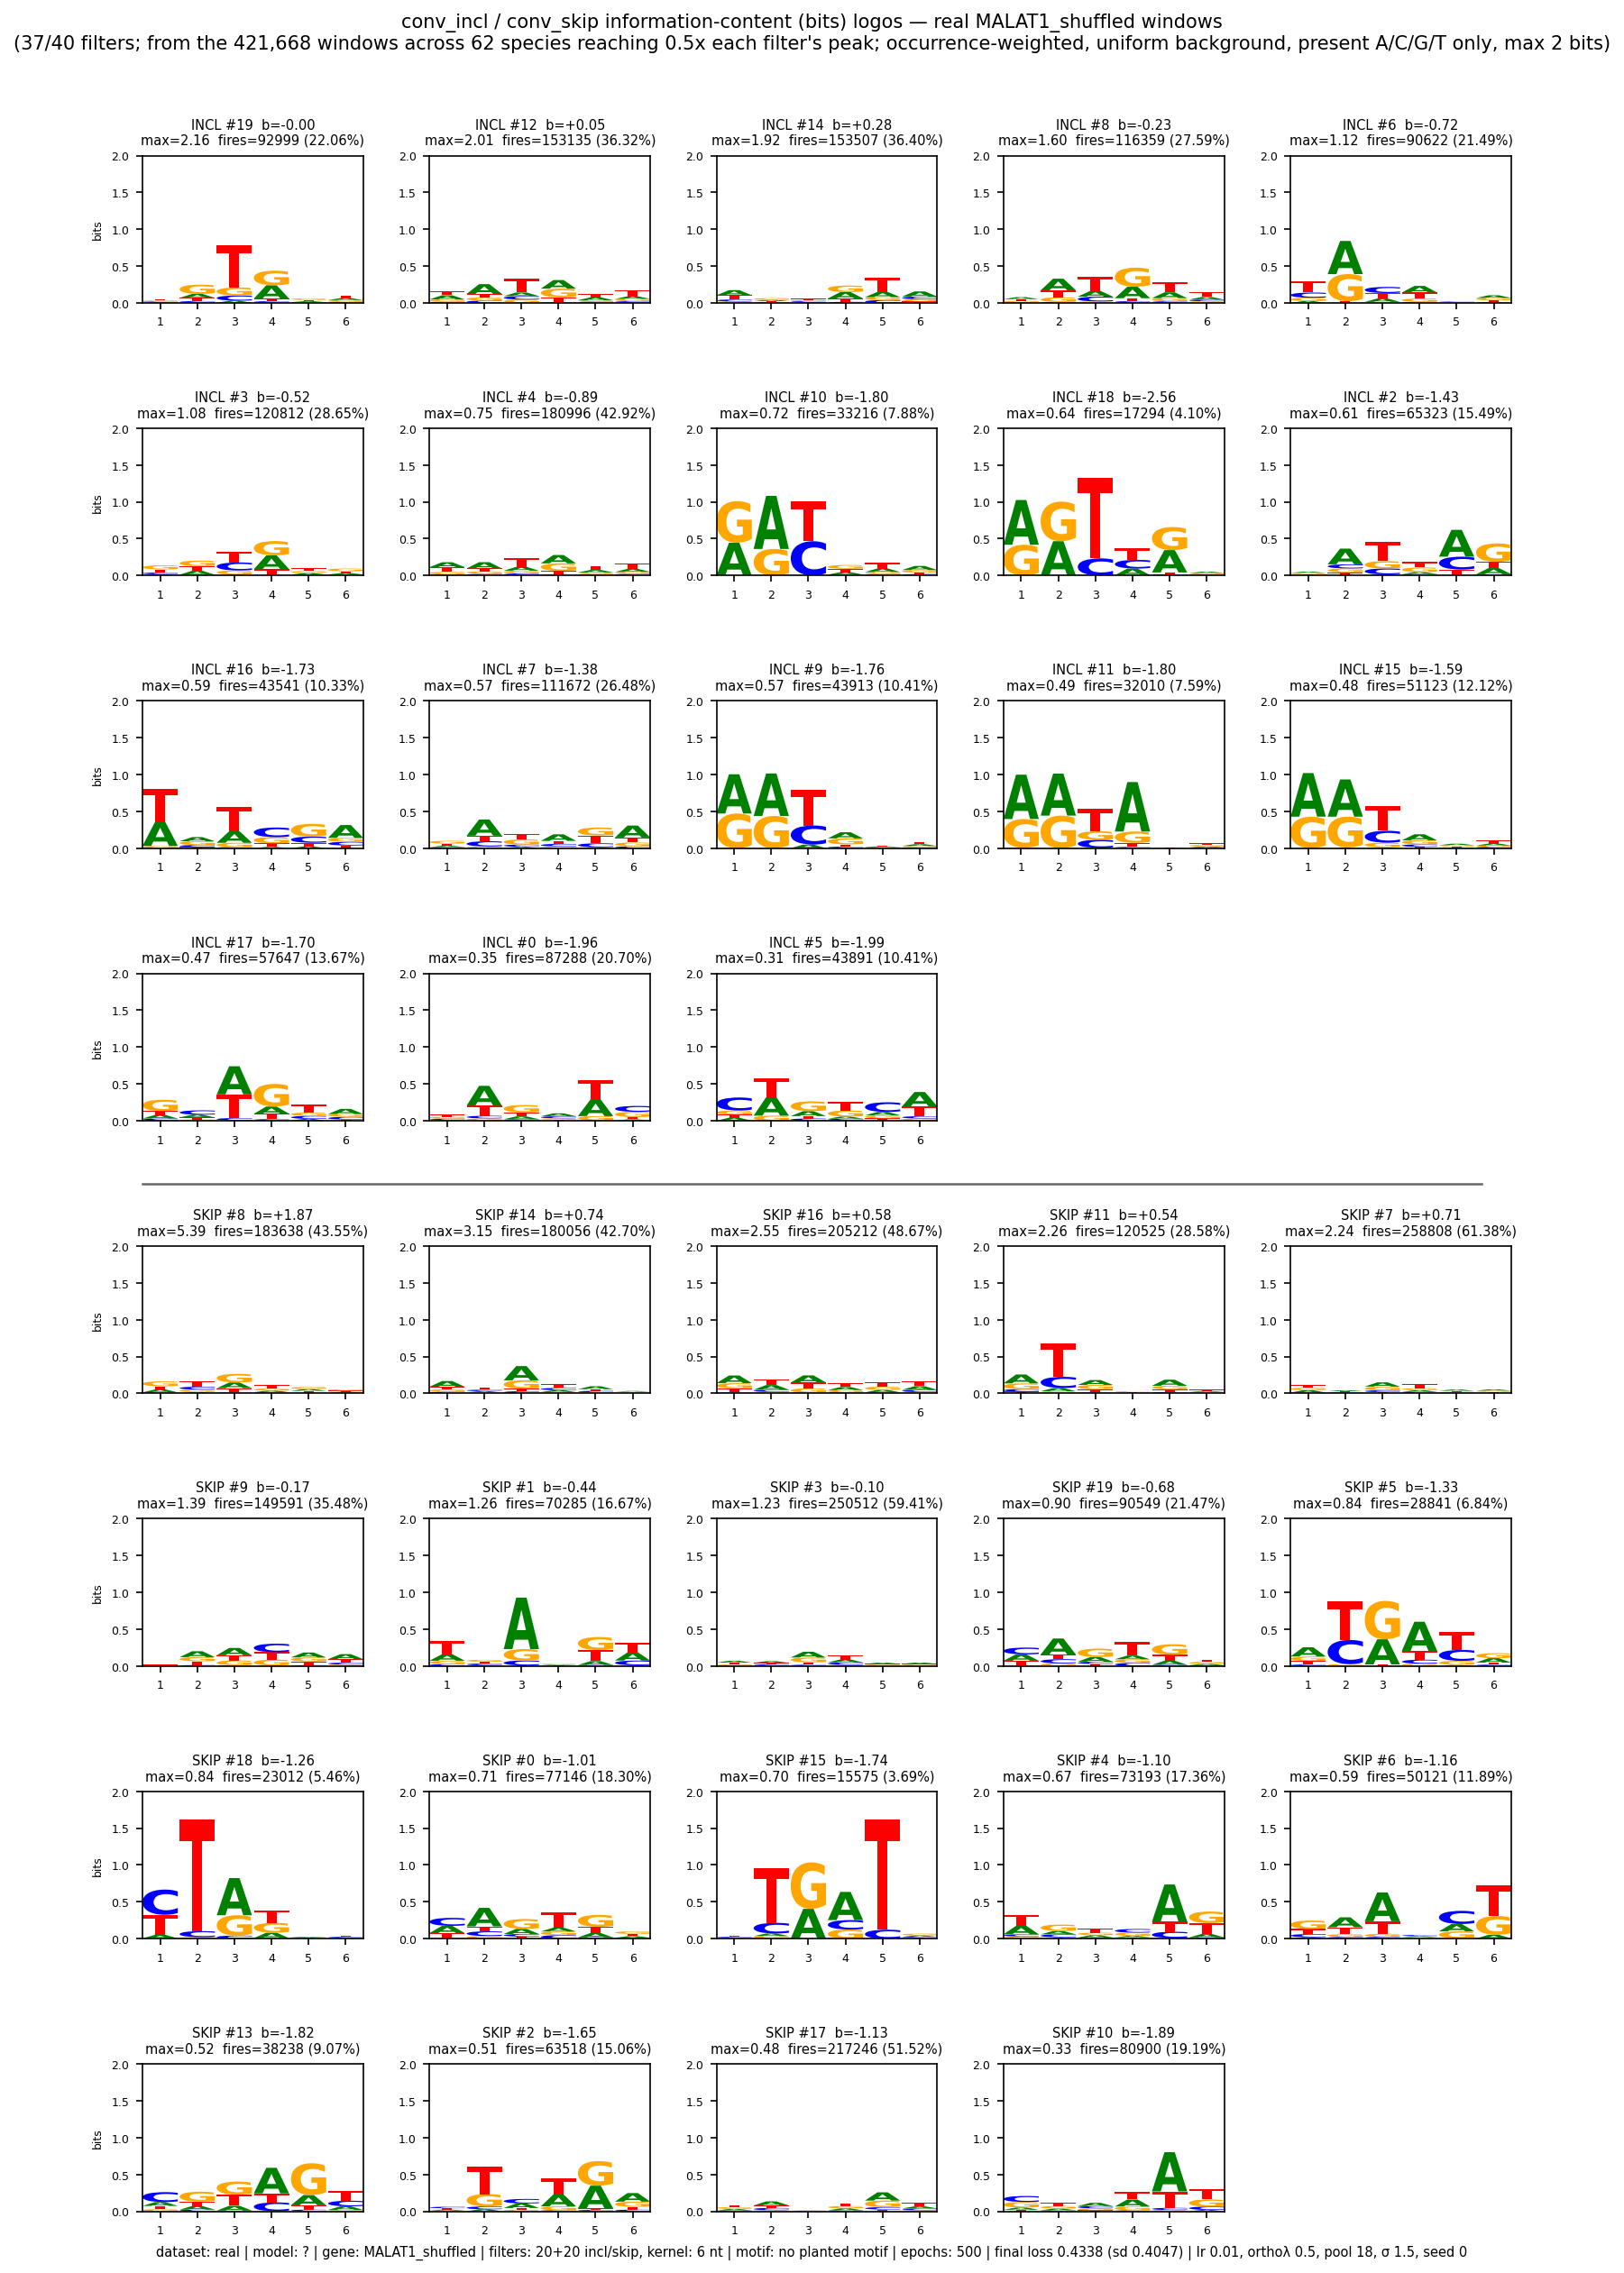 conv_incl / conv_skip information-content (bits) logos — real MALAT1_shuffled windows
(37/40 filters; from the 421,668 windows across 62 species reaching 0.5x each filter's peak; occurrence-weighted, uniform background, present A/C/G/T only, max 2 bits)
INCL #19 b=-0.00
max=2.16 fires=92999 (22.06%)
INCL #12 b=+0.05
max=2.01 fires=153135 (36.32%)
INCL #14 b=+0.28
max=1.92 fires=153507 (36.40%)
INCL #8 b=-0.23
max=1.60 fires=116359 (27.59%)
INCL #6 b=-0.72
max=1.12 fires=90622 (21.49%)
INCL #3 b=-0.52
max=1.08 fires=120812 (28.65%)
INCL #4 b=-0.89
max=0.75 fires=180996 (42.92%)
INCL #10 b=-1.80
max=0.72 fires=33216 (7.88%)
INCL #18 b=-2.56
max=0.64 fires=17294 (4.10%)
INCL #2 b=-1.43
max=0.61 fires=65323 (15.49%)
INCL #16 b=-1.73
max=0.59 fires=43541 (10.33%)
INCL #7 b=-1.38
max=0.57 fires=111672 (26.48%)
INCL #9 b=-1.76
max=0.57 fires=43913 (10.41%)
INCL #11 b=-1.80
max=0.49 fires=32010 (7.59%)
INCL #15 b=-1.59
max=0.48 fires=51123 (12.12%)
INCL #17 b=-1.70
max=0.47 fires=57647 (13.67%)
INCL #0 b=-1.96
max=0.35 fires=87288 (20.70%)
INCL #5 b=-1.99
max=0.31 fires=43891 (10.41%)
SKIP #8 b=+1.87
max=5.39 fires=183638 (43.55%)
SKIP #14 b=+0.74
max=3.15 fires=180056 (42.70%)
SKIP #16 b=+0.58
max=2.55 fires=205212 (48.67%)
SKIP #11 b=+0.54
max=2.26 fires=120525 (28.58%)
SKIP #7 b=+0.71
max=2.24 fires=258808 (61.38%)
SKIP #9 b=-0.17
max=1.39 fires=149591 (35.48%)
SKIP #1 b=-0.44
max=1.26 fires=70285 (16.67%)
SKIP #3 b=-0.10
max=1.23 fires=250512 (59.41%)
SKIP #19 b=-0.68
max=0.90 fires=90549 (21.47%)
SKIP #5 b=-1.33
max=0.84 fires=28841 (6.84%)
SKIP #18 b=-1.26
max=0.84 fires=23012 (5.46%)
SKIP #0 b=-1.01
max=0.71 fires=77146 (18.30%)
SKIP #15 b=-1.74
max=0.70 fires=15575 (3.69%)
SKIP #4 b=-1.10
max=0.67 fires=73193 (17.36%)
SKIP #6 b=-1.16
max=0.59 fires=50121 (11.89%)
SKIP #13 b=-1.82
max=0.52 fires=38238 (9.07%)
SKIP #2 b=-1.65
max=0.51 fires=63518 (15.06%)
SKIP #17 b=-1.13
max=0.48 fires=217246 (51.52%)
SKIP #10 b=-1.89
max=0.33 fires=80900 (19.19%)
dataset: real | model: ? | gene: MALAT1_shuffled | filters: 20+20 incl/skip, kernel: 6 nt | motif: no planted motif | epochs: 500 | final loss 0.4338 (sd 0.4047) | lr 0.01, orthoλ 0.5, pool 18, σ 1.5, seed 0